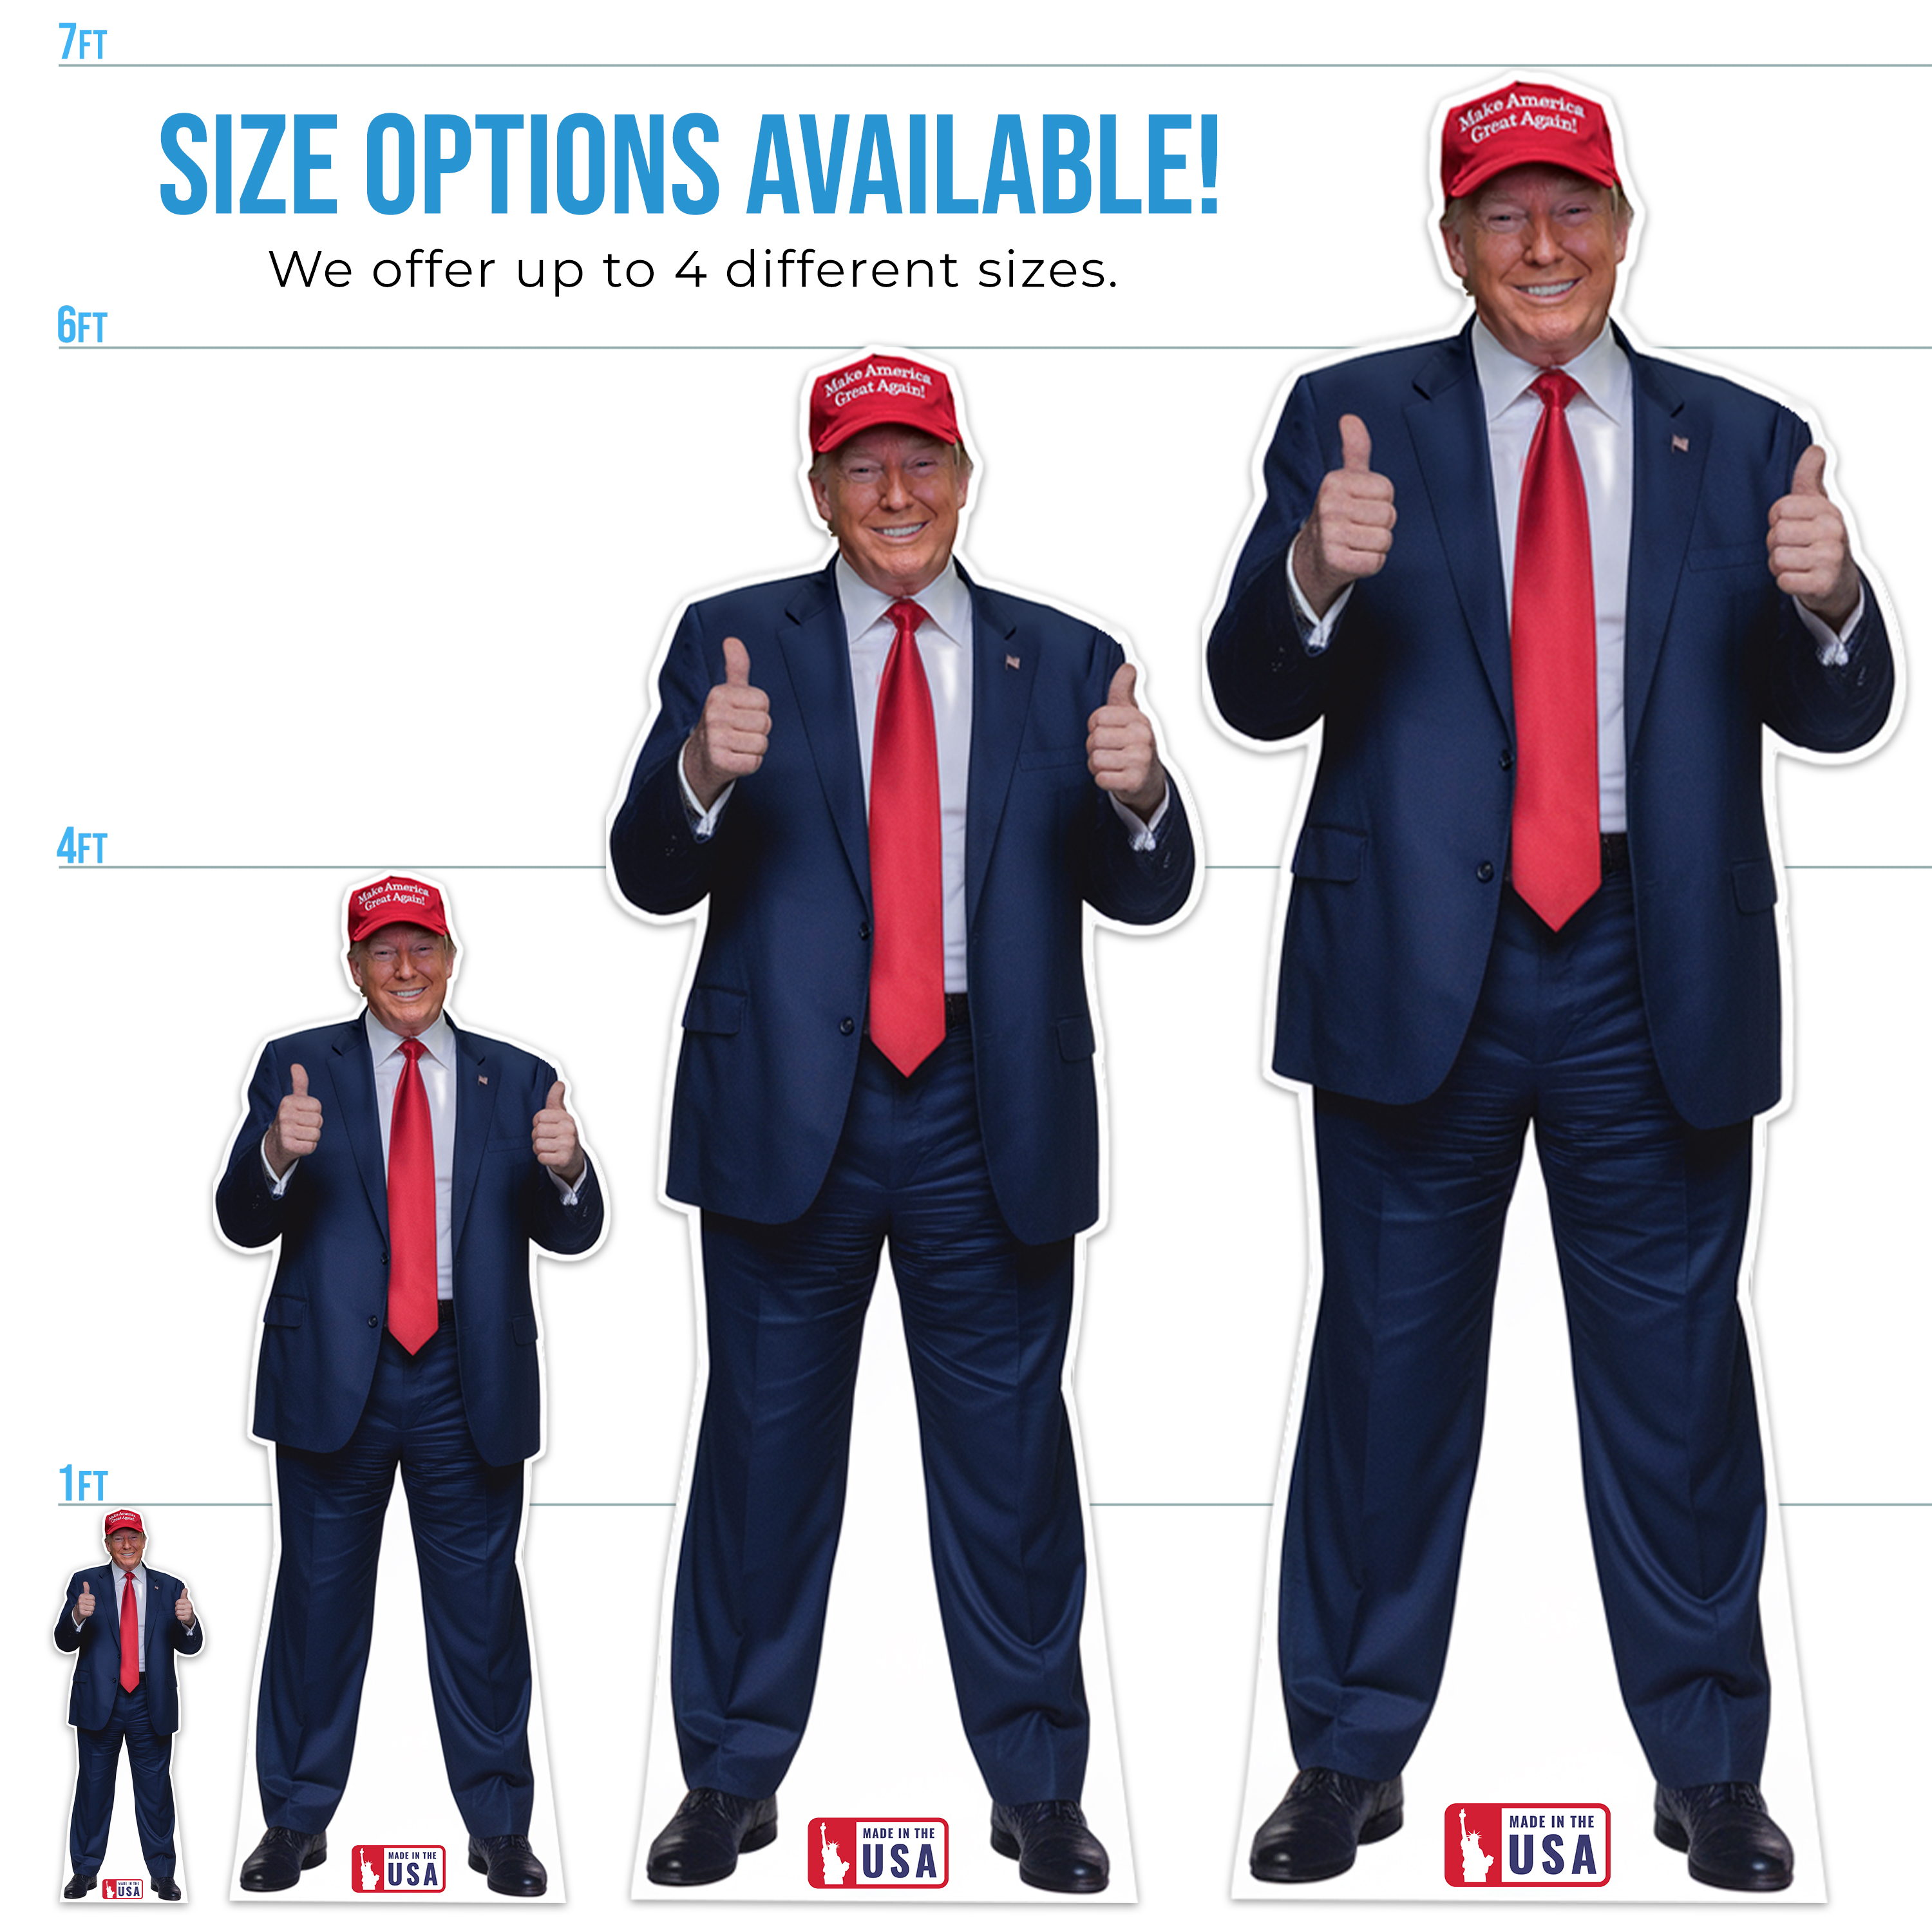 7FT
SIZE OPTIONS AVAILABLE!
We offer up to 4 different sizes.
6FT
4FT
1FT
Make America
Great Again!
Make America
Great Again!
Make America
Great Again!
Make America
Great Again!
MADE IN THE
USA
MADE IN THE
USA
MADE IN THE
USA
MADE IN THE
USA